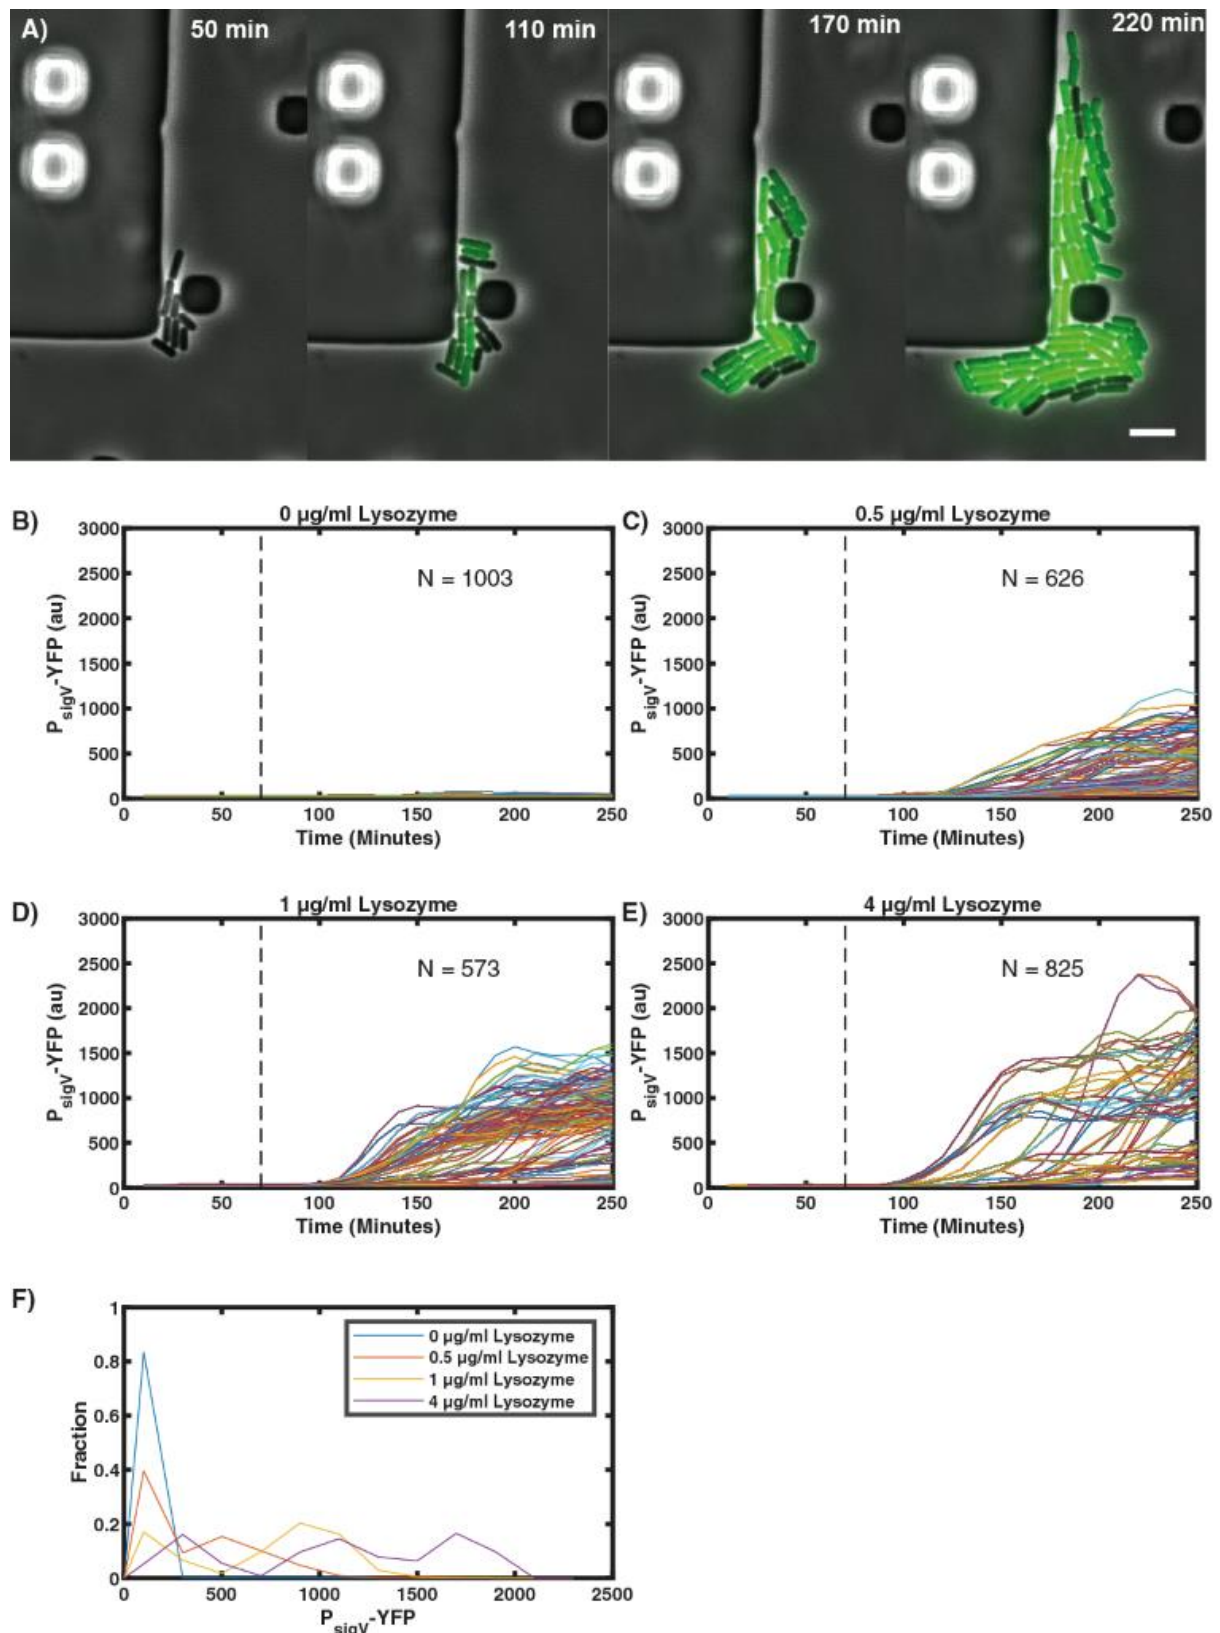 A) 50 min 110 min 170 min 220 min
B) 0 µg/ml Lysozyme
3000
2500
2000
1500
1000
500
0
P_sigV-YFP (au)
N = 1003
0 50 100 150 200 250
Time (Minutes)
C) 0.5 µg/ml Lysozyme
3000
2500
2000
1500
1000
500
0
P_sigV-YFP (au)
N = 626
0 50 100 150 200 250
Time (Minutes)
D) 1 µg/ml Lysozyme
3000
2500
2000
1500
1000
500
0
P_sigV-YFP (au)
N = 573
0 50 100 150 200 250
Time (Minutes)
E) 4 µg/ml Lysozyme
3000
2500
2000
1500
1000
500
0
P_sigV-YFP (au)
N = 825
0 50 100 150 200 250
Time (Minutes)
F)
1
0.8
0.6
0.4
0.2
0
Fraction
0 µg/ml Lysozyme
0.5 µg/ml Lysozyme
1 µg/ml Lysozyme
4 µg/ml Lysozyme
0 500 1000 1500 2000 2500
P_sigV-YFP